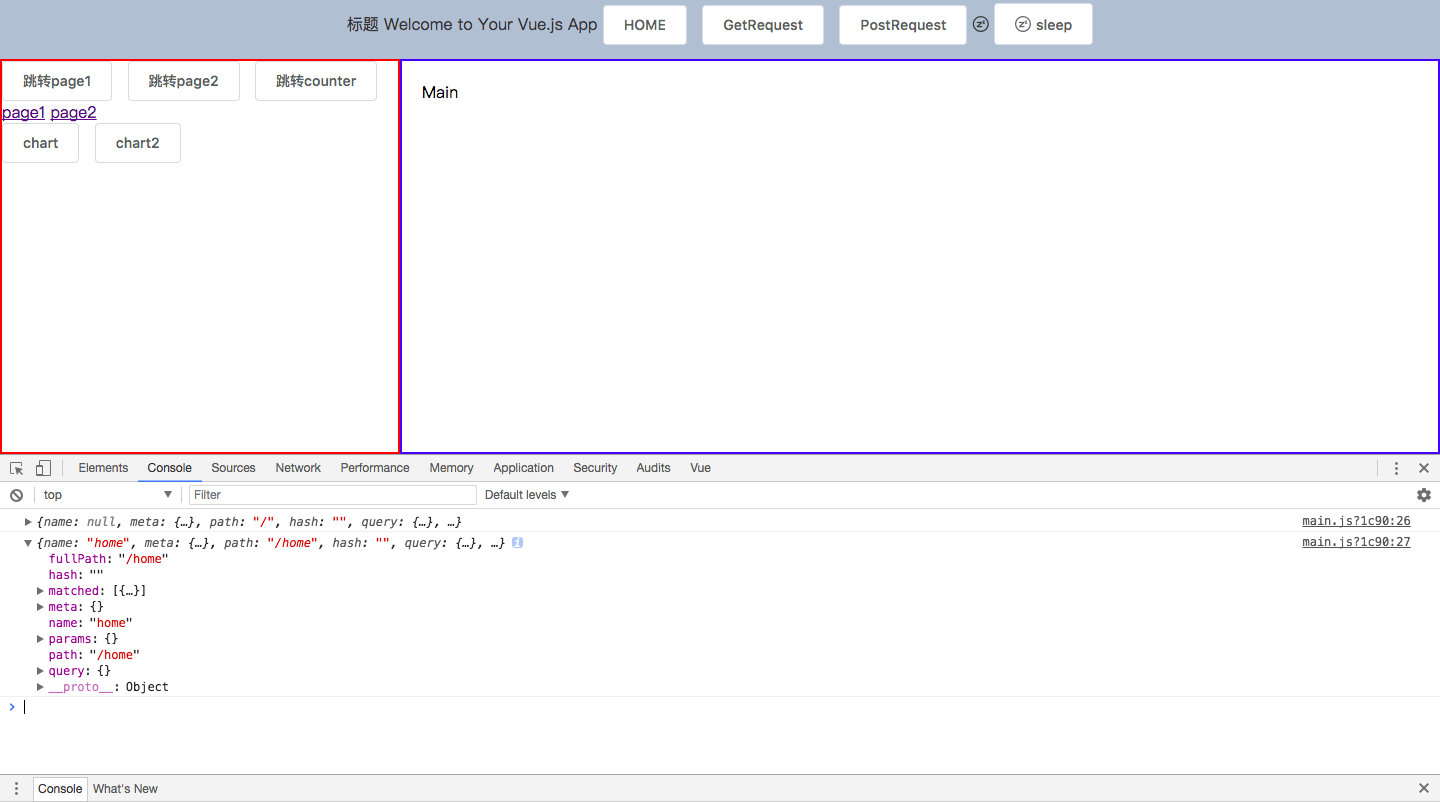 标题 Welcome to Your Vue.js App HOME GetRequest PostRequest sleep
跳转page1 跳转page2 跳转counter
page1 page2
chart chart2
Main
Elements Console Sources Network Performance Memory Application Security Audits Vue
top Filter Default levels
{name: null, meta: {…}, path: "/", hash: "", query: {…}, …} main.js?1c90:26
{name: "home", meta: {…}, path: "/home", hash: "", query: {…}, …} main.js?1c90:27
fullPath: "/home"
hash: ""
matched: [{…}]
meta: {}
name: "home"
params: {}
path: "/home"
query: {}
__proto__: Object
Console What's New